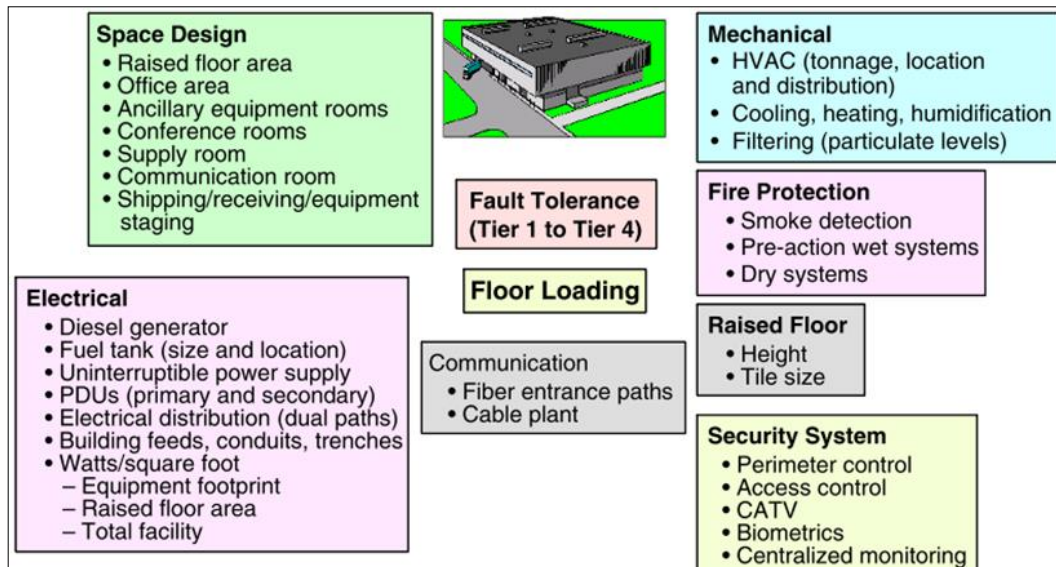 Space Design
• Raised floor area
• Office area
• Ancillary equipment rooms
• Conference rooms
• Supply room
• Communication room
• Shipping/receiving/equipment
staging
Fault Tolerance
(Tier 1 to Tier 4)
Floor Loading
Electrical
• Diesel generator
• Fuel tank (size and location)
• Uninterruptible power supply
• PDUs (primary and secondary)
• Electrical distribution (dual paths)
• Building feeds, conduits, trenches
• Watts/square foot
– Equipment footprint
– Raised floor area
– Total facility
Communication
• Fiber entrance paths
• Cable plant
Mechanical
• HVAC (tonnage, location
and distribution)
• Cooling, heating, humidification
• Filtering (particulate levels)
Fire Protection
• Smoke detection
• Pre-action wet systems
• Dry systems
Raised Floor
• Height
• Tile size
Security System
• Perimeter control
• Access control
• CATV
• Biometrics
• Centralized monitoring